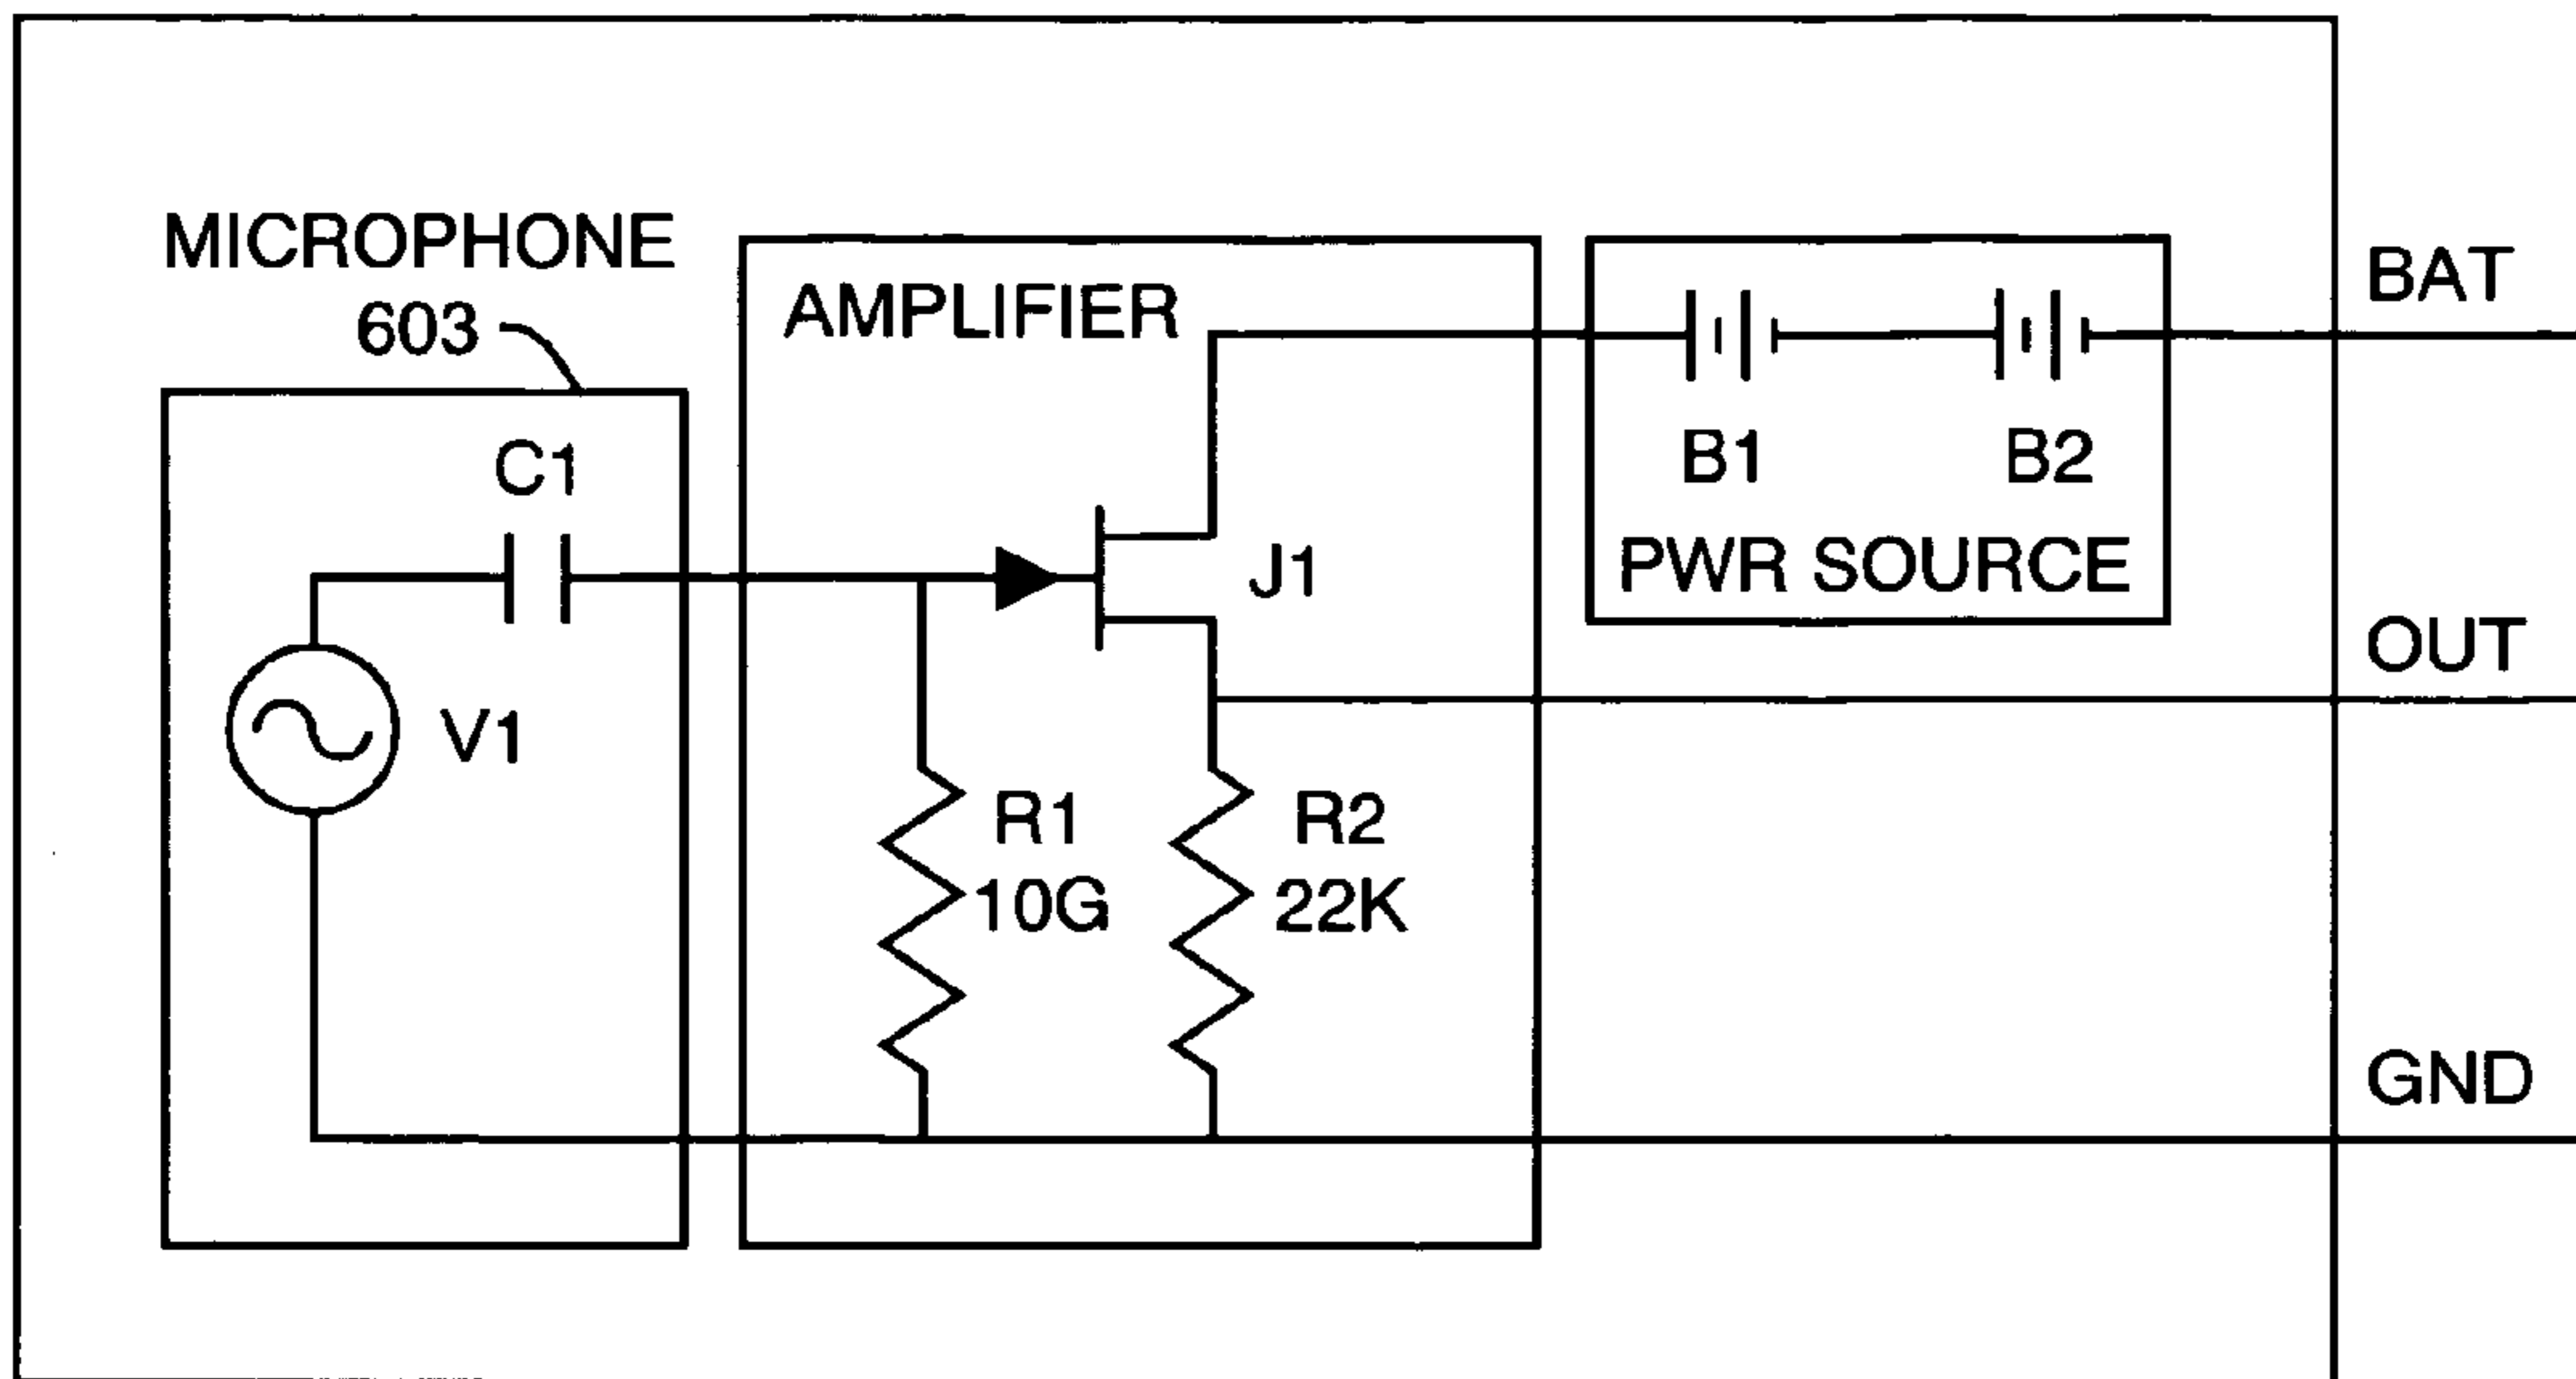 MICROPHONE
603
C1
V1
AMPLIFIER
J1
R1
10G
R2
22K
B1
B2
PWR SOURCE
BAT
OUT
GND